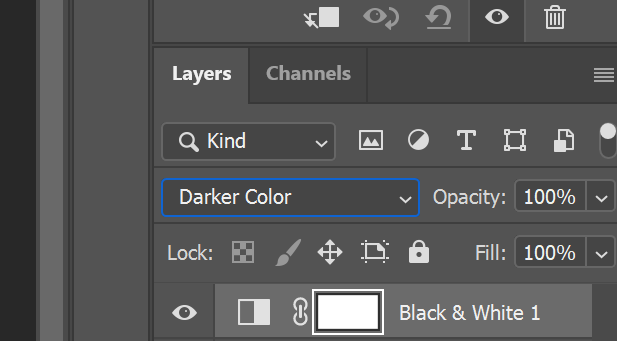 Layers Channels
Kind
Darker Color Opacity: 100%
Lock: Fill: 100%
Black & White 1